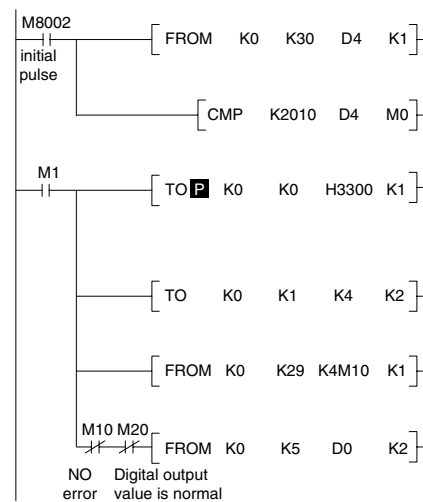 M8002
FROM K0 K30 D4 K1
initial
pulse
CMP K2010 D4 M0
M1
TO P K0 K0 H3300 K1
TO K0 K1 K4 K2
FROM K0 K29 K4M10 K1
M10 M20
FROM K0 K5 D0 K2
NO Digital output
error value is normal